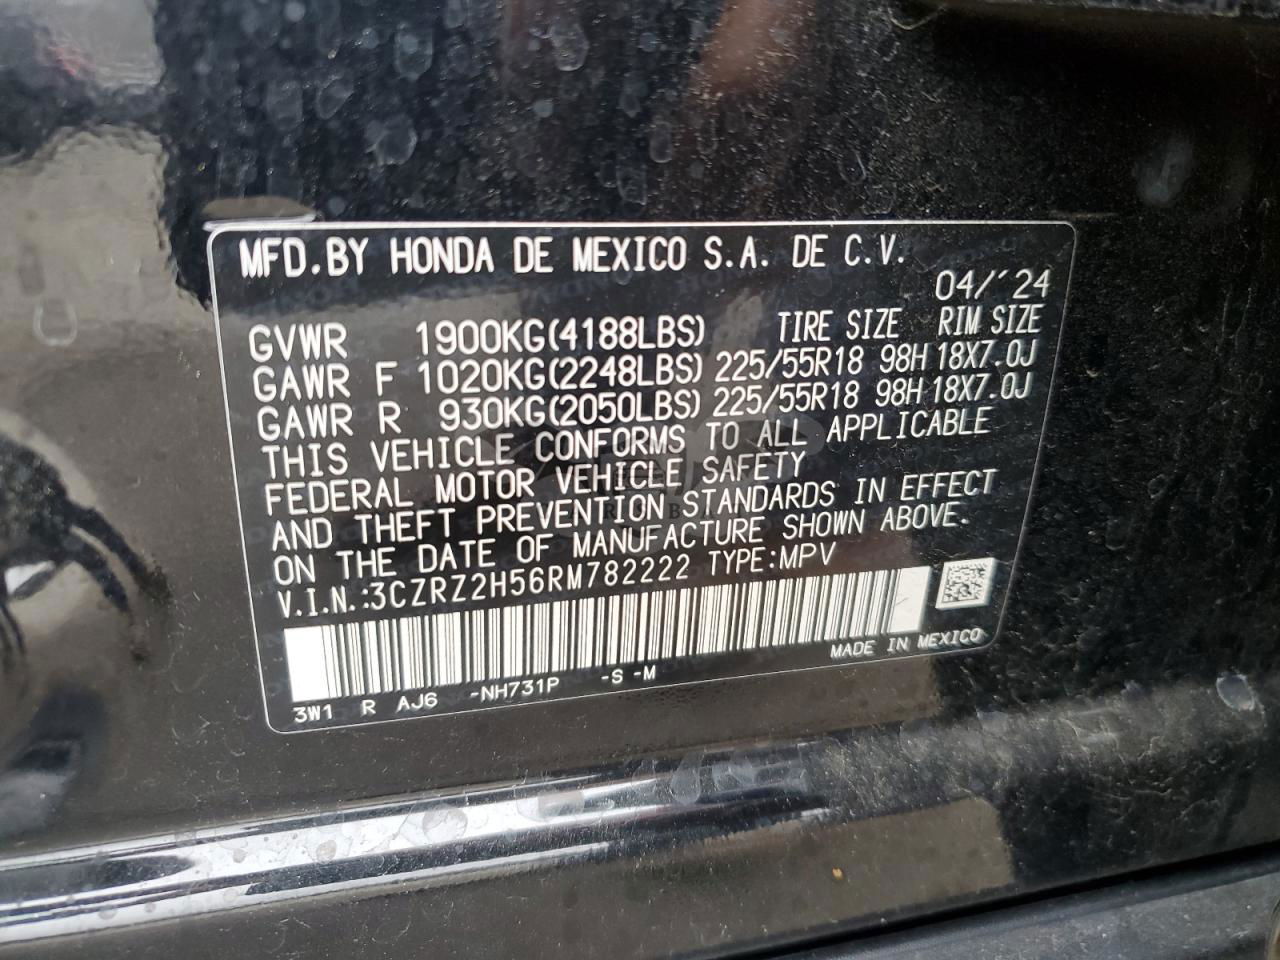 MFD.BY HONDA DE MEXICO S.A. DE C.V.
04/'24
GVWR 1900KG(4188LBS) TIRE SIZE RIM SIZE
GAWR F 1020KG(2248LBS) 225/55R18 98H 18X7.0J
GAWR R 930KG(2050LBS) 225/55R18 98H 18X7.0J
THIS VEHICLE CONFORMS TO ALL APPLICABLE
FEDERAL MOTOR VEHICLE SAFETY
AND THEFT PREVENTION STANDARDS IN EFFECT
ON THE DATE OF MANUFACTURE SHOWN ABOVE.
V.I.N.:3CZRZ2H56RM782222 TYPE:MPV
MADE IN MEXICO
3W1 R AJ6 -NH731P -S -M